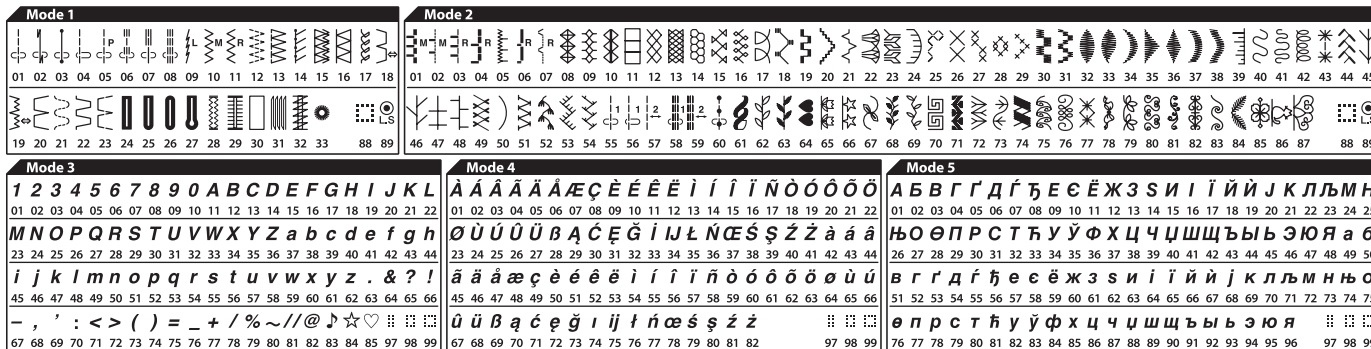 Mode 1
P L M R
01 02 03 04 05 06 07 08 09 10 11 12 13 14 15 16 17 18
L.S
19 20 21 22 23 24 25 26 27 28 29 30 31 32 33 88 89
Mode 2
M M R R R R
01 02 03 04 05 06 07 08 09 10 11 12 13 14 15 16 17 18 19 20 21 22 23 24 25 26 27 28 29 30 31 32 33 34 35 36 37 38 39 40 41 42 43 44
1 2 1 2
46 47 48 49 50 51 52 53 54 55 56 57 58 59 60 61 62 63 64 65 66 67 68 69 70 71 72 73 74 75 76 77 78 79 80 81 82 83 84 85 86 87 88
Mode 3
1 2 3 4 5 6 7 8 9 0 A B C D E F G H I J K L
01 02 03 04 05 06 07 08 09 10 11 12 13 14 15 16 17 18 19 20 21 22
M N O P Q R S T U V W X Y Z a b c d e f g h
23 24 25 26 27 28 29 30 31 32 33 34 35 36 37 38 39 40 41 42 43 44
i j k l m n o p q r s t u v w x y z . & ? !
45 46 47 48 49 50 51 52 53 54 55 56 57 58 59 60 61 62 63 64 65 66
– , ' : < > ( ) = _ + / % ~ // @ ♪ ☆ ♡
67 68 69 70 71 72 73 74 75 76 77 78 79 80 81 82 83 84 85 97 98 99
Mode 4
À Á Â Ã Ä Å Æ Ç È É Ê Ë Ì Í Î Ï Ñ Ò Ó Ô Õ Ö
01 02 03 04 05 06 07 08 09 10 11 12 13 14 15 16 17 18 19 20 21 22
Ø Ù Ú Û Ü ß Ą Ć Ę Ğ İ IJ Ł Ń Œ Ś Ş Ź Ż à á â
23 24 25 26 27 28 29 30 31 32 33 34 35 36 37 38 39 40 41 42 43 44
ã ä å æ ç è é ê ë ì í î ï ñ ò ó ô õ ö ø ù ú
45 46 47 48 49 50 51 52 53 54 55 56 57 58 59 60 61 62 63 64 65 66
û ü ß ą ć ę ğ ı ij ł ń œ ś ş ź ż
67 68 69 70 71 72 73 74 75 76 77 78 79 80 81 82 97 98 99
Mode 5
А Б В Г Ґ Д Ѓ Ђ Е Є Ё Ж З Ѕ И І Ї Й Ѝ Ј К Л Љ М Н
01 02 03 04 05 06 07 08 09 10 11 12 13 14 15 16 17 18 19 20 21 22 23 24 25
Њ О Ө П Р С Т Ћ У Ў Ф Х Ц Ч Џ Ш Щ Ъ Ы Ь Э Ю Я а б
26 27 28 29 30 31 32 33 34 35 36 37 38 39 40 41 42 43 44 45 46 47 48 49 50
в г ґ д ѓ ђ е є ё ж з ѕ и і ї й ѝ ј к л љ м н њ о
51 52 53 54 55 56 57 58 59 60 61 62 63 64 65 66 67 68 69 70 71 72 73 74 75
ө п р с т ћ у ў ф х ц ч џ ш щ ъ ы ь э ю я
76 77 78 79 80 81 82 83 84 85 86 87 88 89 90 91 92 93 94 95 96 97 98